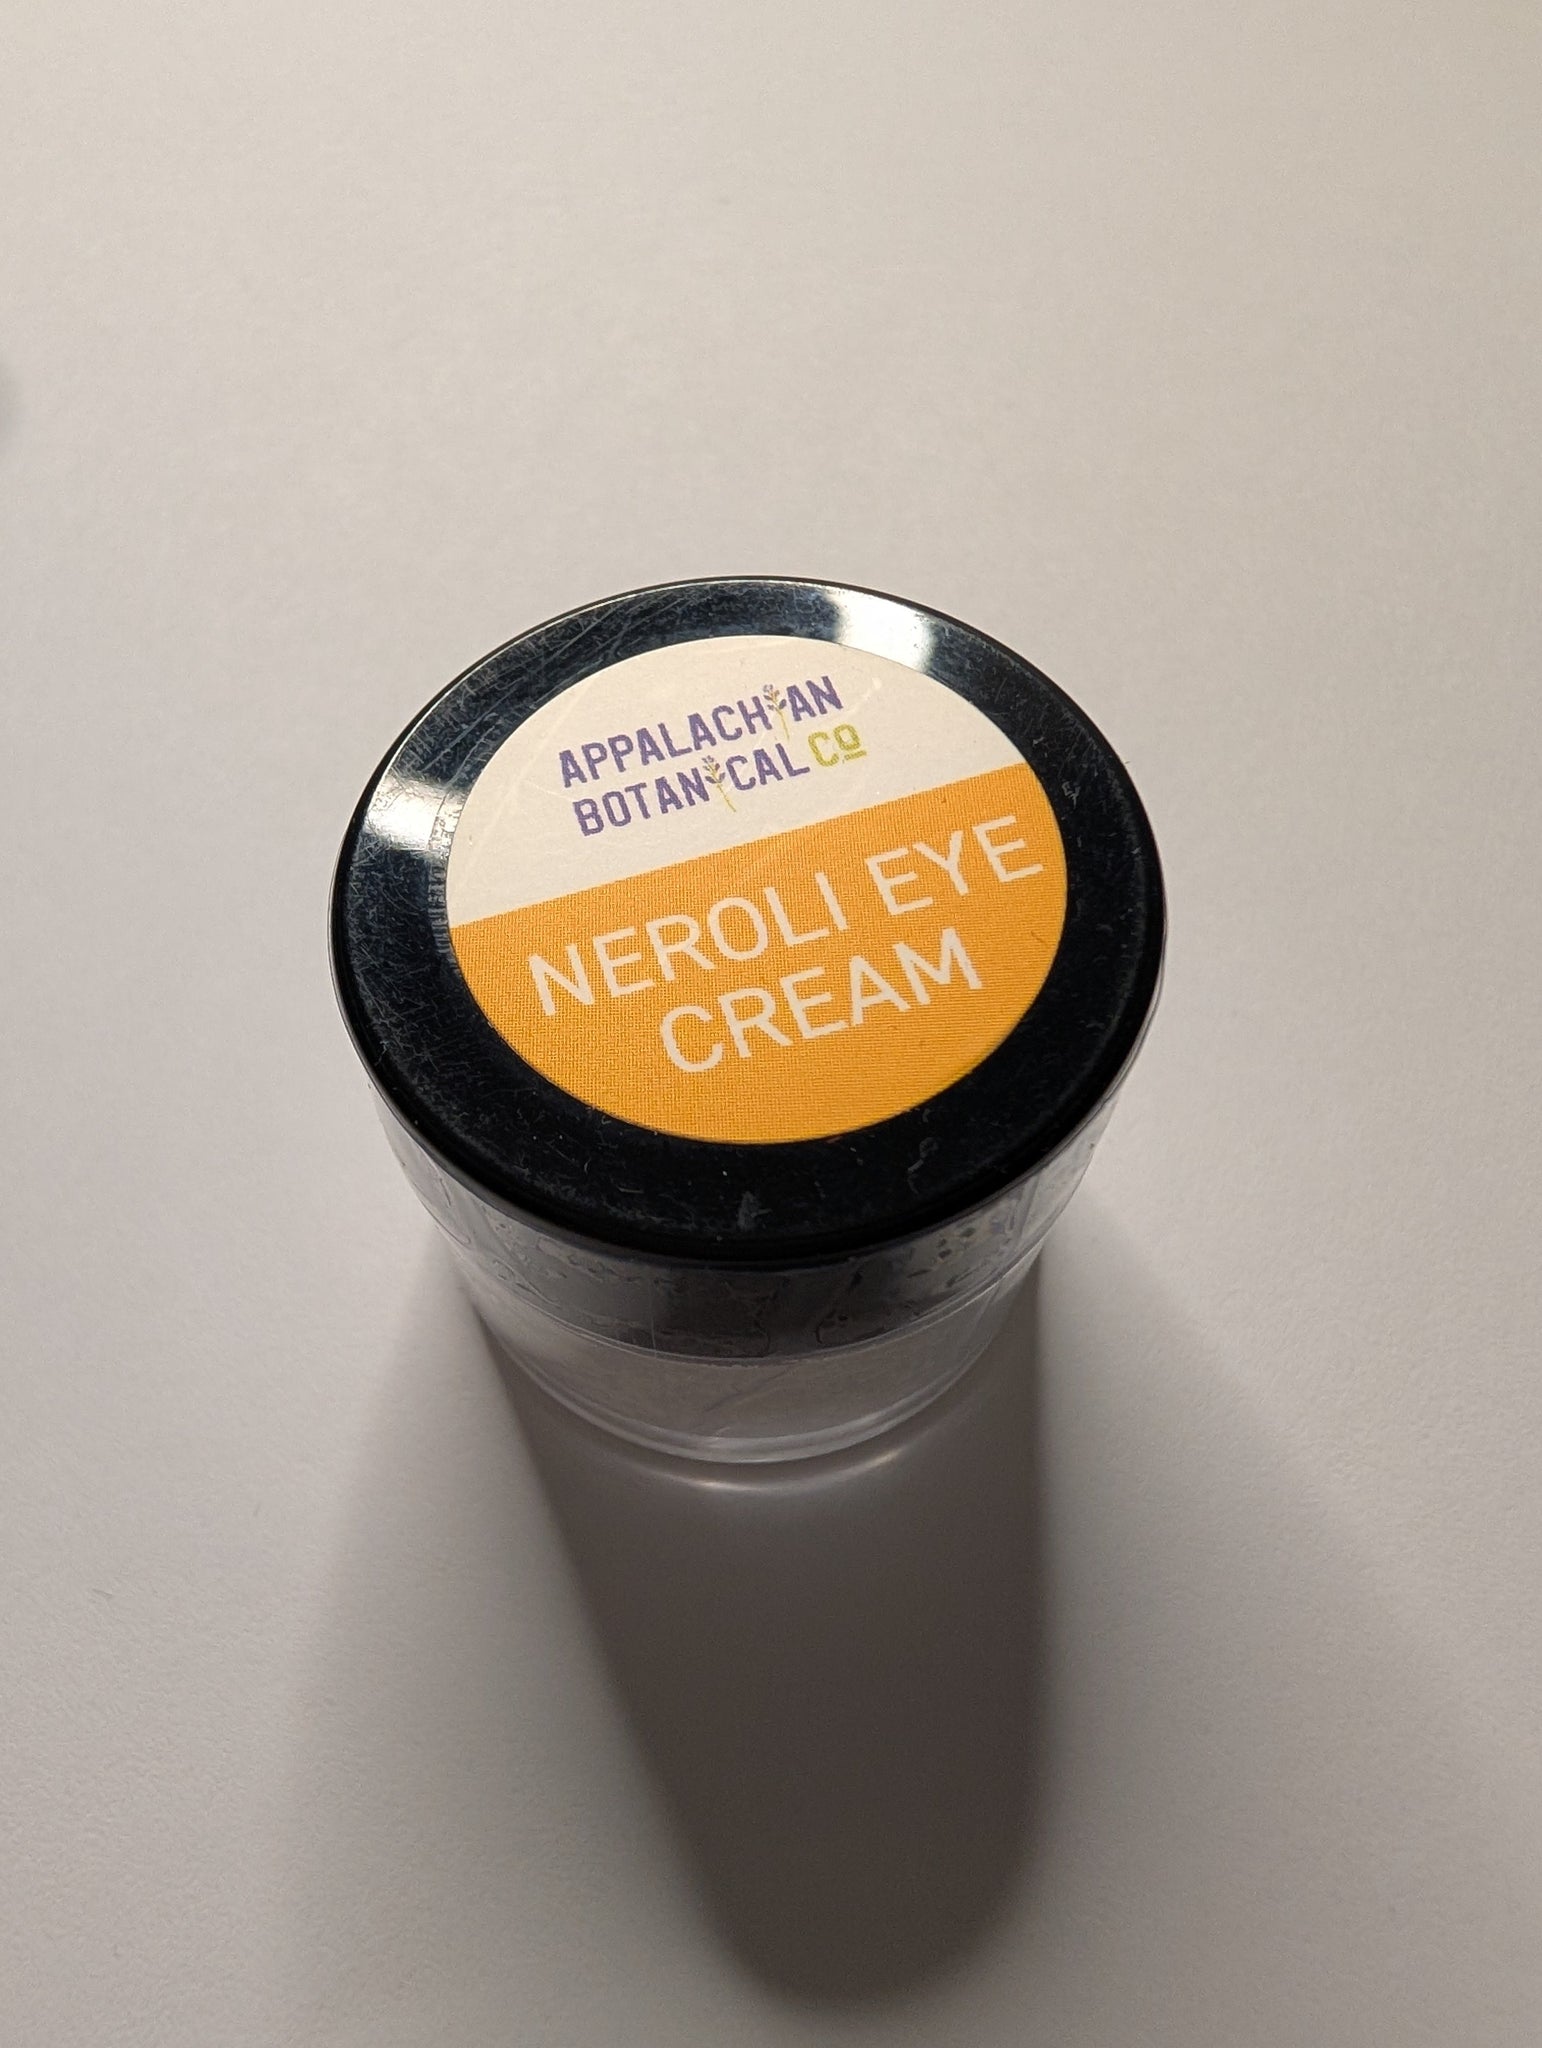 APPALACHIAN
BOTANICAL CO
NEROLI EYE
CREAM